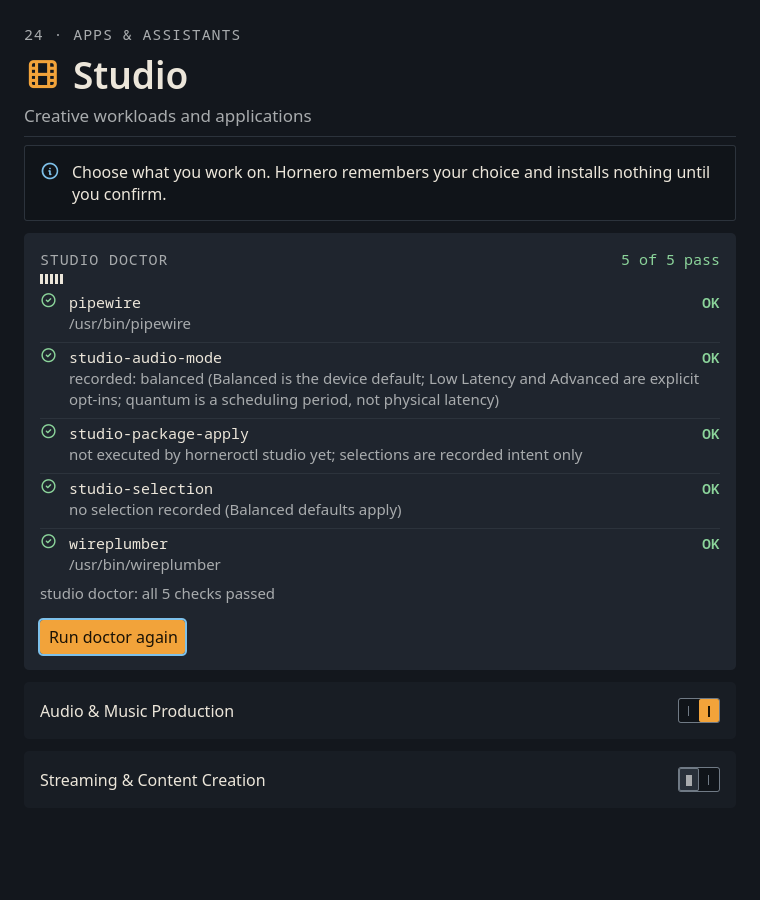 24 · APPS & ASSISTANTS
Studio
Creative workloads and applications
Choose what you work on. Hornero remembers your choice and installs nothing until
you confirm.
STUDIO DOCTOR
5 of 5 pass
pipewire
OK
/usr/bin/pipewire
studio-audio-mode
OK
recorded: balanced (Balanced is the device default; Low Latency and Advanced are explicit
opt-ins; quantum is a scheduling period, not physical latency)
studio-package-apply
OK
not executed by horneroctl studio yet; selections are recorded intent only
studio-selection
OK
no selection recorded (Balanced defaults apply)
wireplumber
OK
/usr/bin/wireplumber
studio doctor: all 5 checks passed
Run doctor again
Audio & Music Production
Streaming & Content Creation